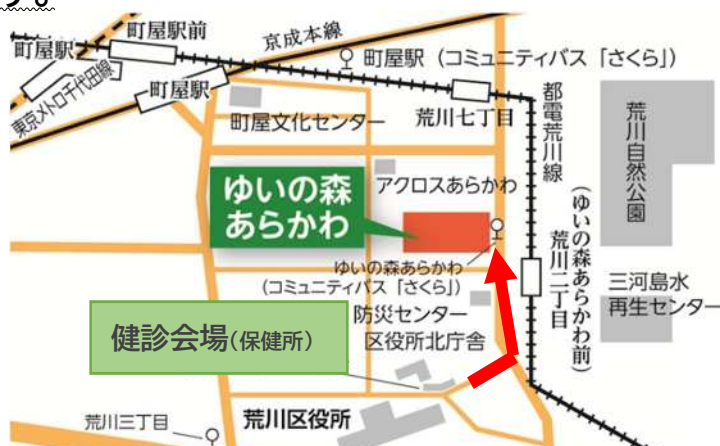 す。
町屋駅前
京成本線
町屋駅
町屋駅（コミュニティバス「さくら」）
東京メトロ千代田線
町屋駅
町屋文化センター
荒川七丁目
都電荒川線
荒川自然公園
ゆいの森
あらかわ
アクロスあらかわ
ゆいの森あらかわ
（コミュニティバス「さくら」）
荒川二丁目
（ゆいの森あらかわ前）
三河島水
再生センター
防災センター
区役所北庁舎
健診会場(保健所）
荒川三丁目
荒川区役所